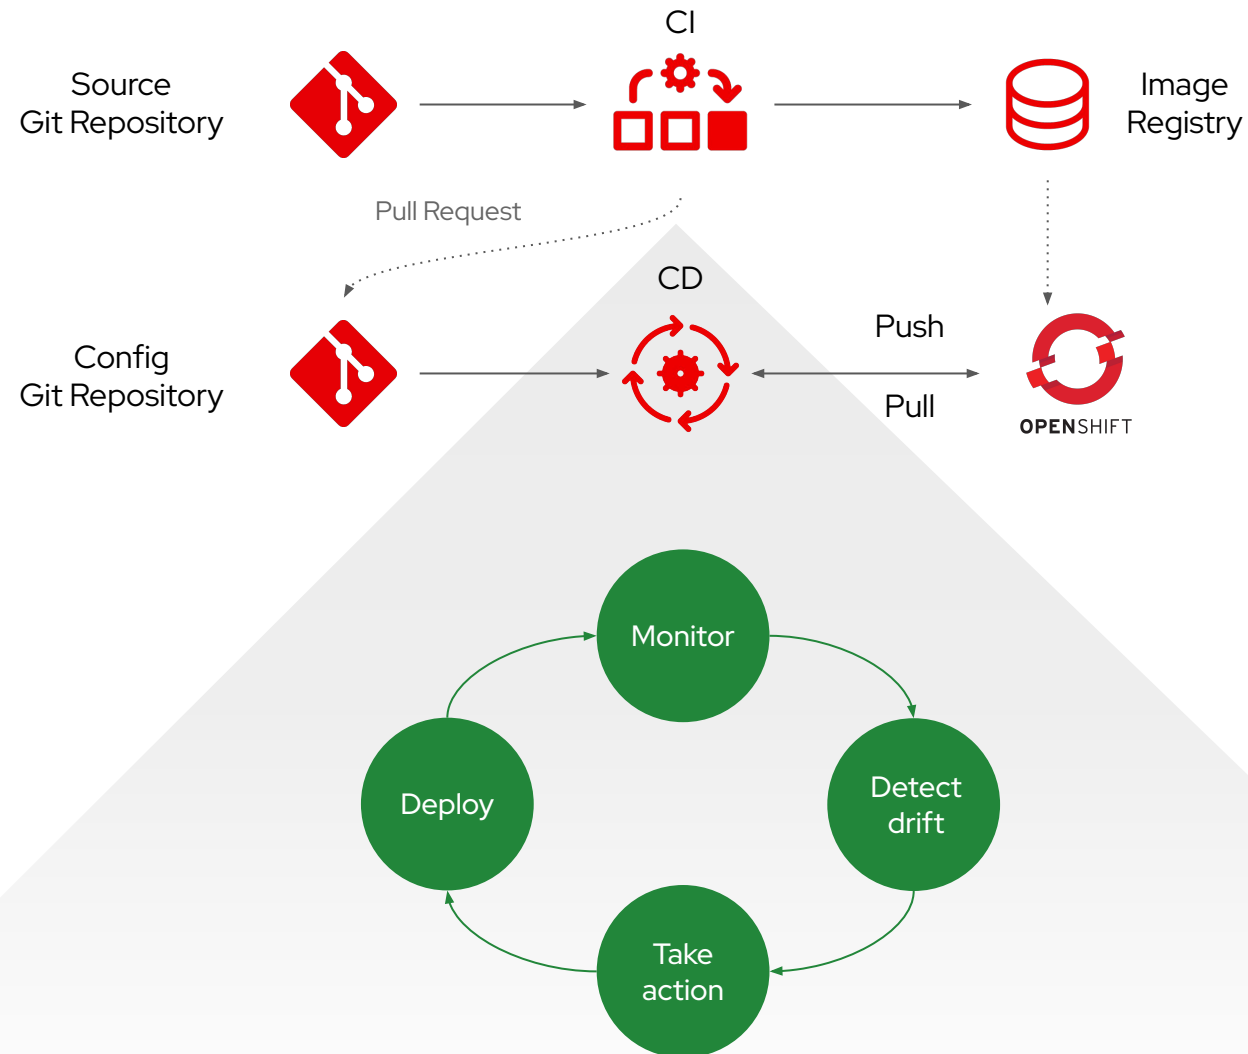 CI
Source
Git Repository
Image
Registry
Pull Request
CD
Config
Git Repository
Push
Pull
OPENSHIFT
Monitor
Deploy
Detect
drift
Take
action